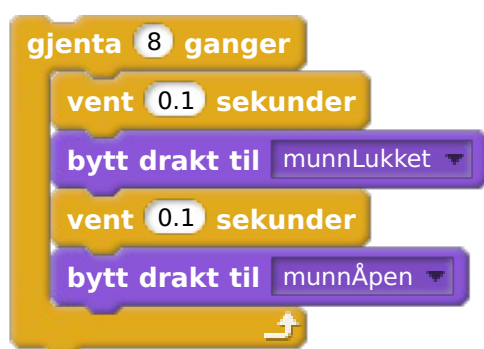 gjenta 8 ganger
vent 0.1 sekunder
bytt drakt til munnLukket
vent 0.1 sekunder
bytt drakt til munnÅpen